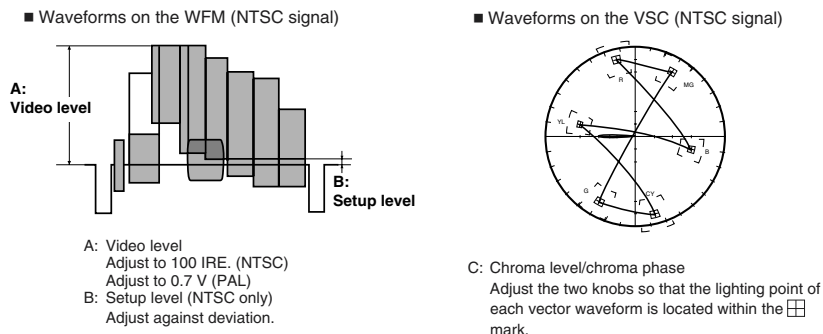 ■ Waveforms on the WFM (NTSC signal)
A:
Video level
B:
Setup level
A: Video level
Adjust to 100 IRE. (NTSC)
Adjust to 0.7 V (PAL)
B: Setup level (NTSC only)
Adjust against deviation.
■ Waveforms on the VSC (NTSC signal)
R
MG
YL
B
G
CY
C: Chroma level/chroma phase
Adjust the two knobs so that the lighting point of
each vector waveform is located within the
mark.